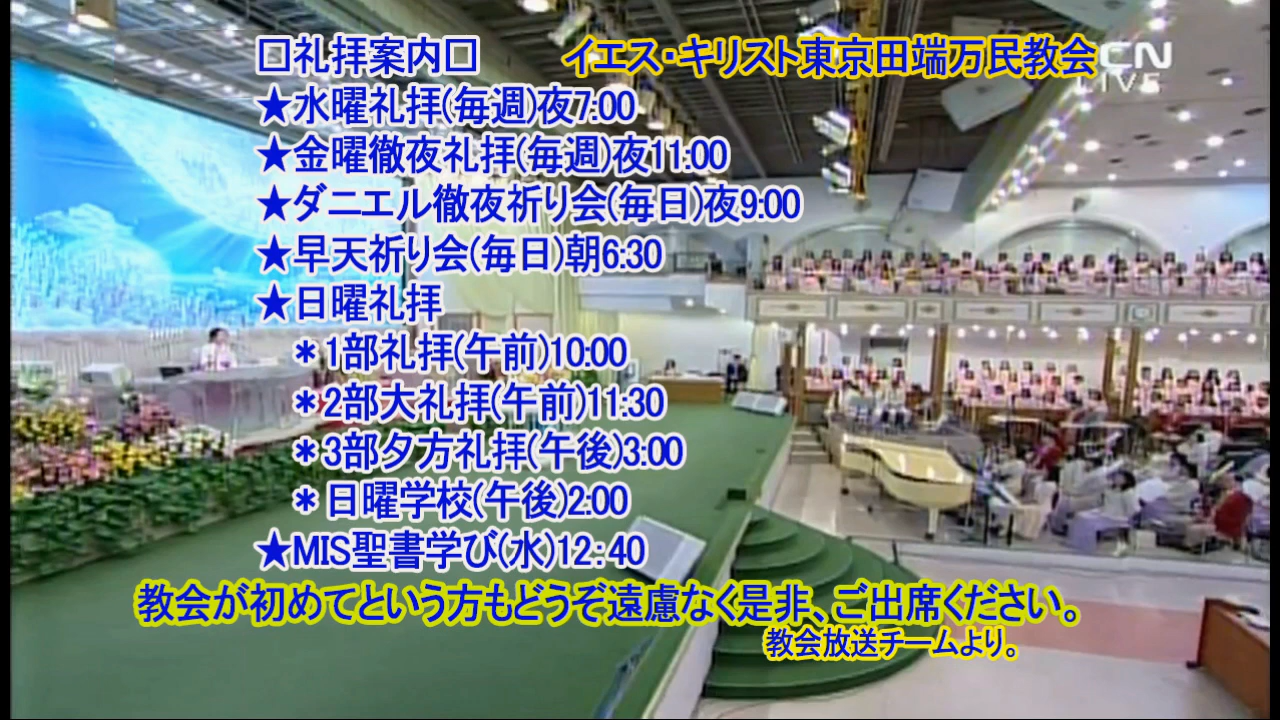 □礼拝案内□ イエス・キリスト東京田端万民教会
CN
LIVE
★水曜礼拝(毎週)夜7:00
★金曜徹夜礼拝(毎週)夜11:00
★ダニエル徹夜祈り会(毎日)夜9:00
★早天祈り会(毎日)朝6:30
★日曜礼拝
＊1部礼拝(午前)10:00
＊2部大礼拝(午前)11:30
＊3部夕方礼拝(午後)3:00
＊日曜学校(午後)2:00
★MIS聖書学び(水)12:40
教会が初めてという方もどうぞ遠慮なく是非、ご出席ください。
教会放送チームより。